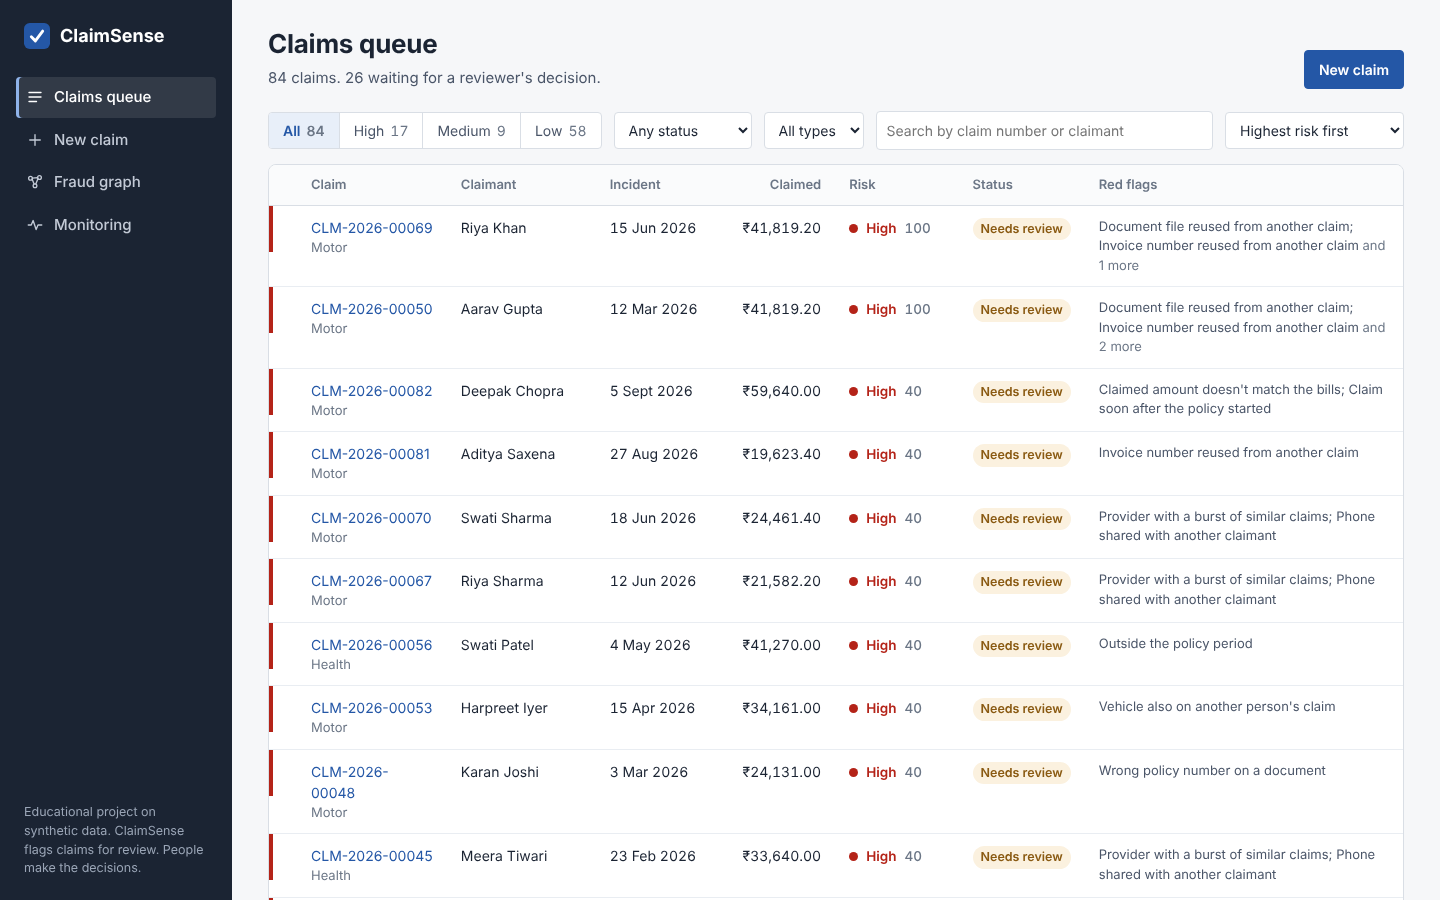 ClaimSense
Claims queue
New claim
Fraud graph
Monitoring
Educational project on
synthetic data. ClaimSense
flags claims for review. People
make the decisions.
Claims queue
84 claims. 26 waiting for a reviewer's decision.
New claim
All 84 High 17 Medium 9 Low 58 Any status All types Search by claim number or claimant Highest risk first
Claim Claimant Incident Claimed Risk Status Red flags
CLM-2026-00069 Riya Khan 15 Jun 2026 ₹41,819.20 High 100 Needs review Document file reused from another claim;
Motor Invoice number reused from another claim and
1 more
CLM-2026-00050 Aarav Gupta 12 Mar 2026 ₹41,819.20 High 100 Needs review Document file reused from another claim;
Motor Invoice number reused from another claim and
2 more
CLM-2026-00082 Deepak Chopra 5 Sept 2026 ₹59,640.00 High 40 Needs review Claimed amount doesn't match the bills; Claim
Motor soon after the policy started
CLM-2026-00081 Aditya Saxena 27 Aug 2026 ₹19,623.40 High 40 Needs review Invoice number reused from another claim
Motor
CLM-2026-00070 Swati Sharma 18 Jun 2026 ₹24,461.40 High 40 Needs review Provider with a burst of similar claims; Phone
Motor shared with another claimant
CLM-2026-00067 Riya Sharma 12 Jun 2026 ₹21,582.20 High 40 Needs review Provider with a burst of similar claims; Phone
Motor shared with another claimant
CLM-2026-00056 Swati Patel 4 May 2026 ₹41,270.00 High 40 Needs review Outside the policy period
Health
CLM-2026-00053 Harpreet Iyer 15 Apr 2026 ₹34,161.00 High 40 Needs review Vehicle also on another person's claim
Motor
CLM-2026- Karan Joshi 3 Mar 2026 ₹24,131.00 High 40 Needs review Wrong policy number on a document
00048
Motor
CLM-2026-00045 Meera Tiwari 23 Feb 2026 ₹33,640.00 High 40 Needs review Provider with a burst of similar claims; Phone
Health shared with another claimant